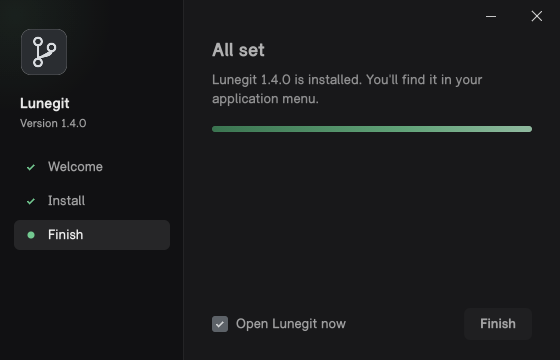 Lunegit
Version 1.4.0
Welcome
Install
Finish
All set
Lunegit 1.4.0 is installed. You'll find it in your
application menu.
Open Lunegit now
Finish